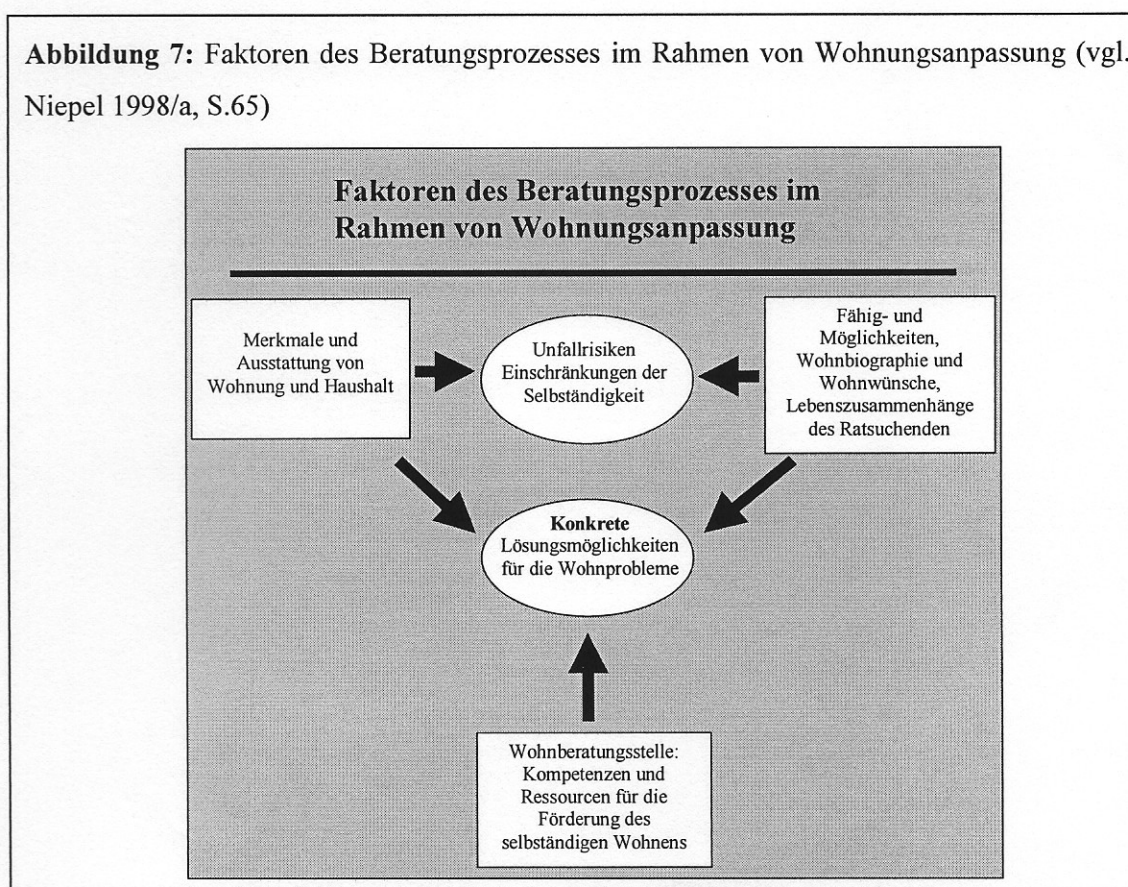 Abbildung 7: Faktoren des Beratungsprozesses im Rahmen von Wohnungsanpassung (vgl.
Niepel 1998/a, S.65)
Faktoren des Beratungsprozesses im
Rahmen von Wohnungsanpassung
Merkmale und
Ausstattung von
Wohnung und Haushalt
Unfallrisiken
Einschränkungen der
Selbständigkeit
Fähig- und
Möglichkeiten,
Wohnbiographie und
Wohnwünsche,
Lebenszusammenhänge
des Ratsuchenden
Konkrete
Lösungsmöglichkeiten
für die Wohnprobleme
Wohnberatungsstelle:
Kompetenzen und
Ressourcen für die
Förderung des
selbständigen Wohnens